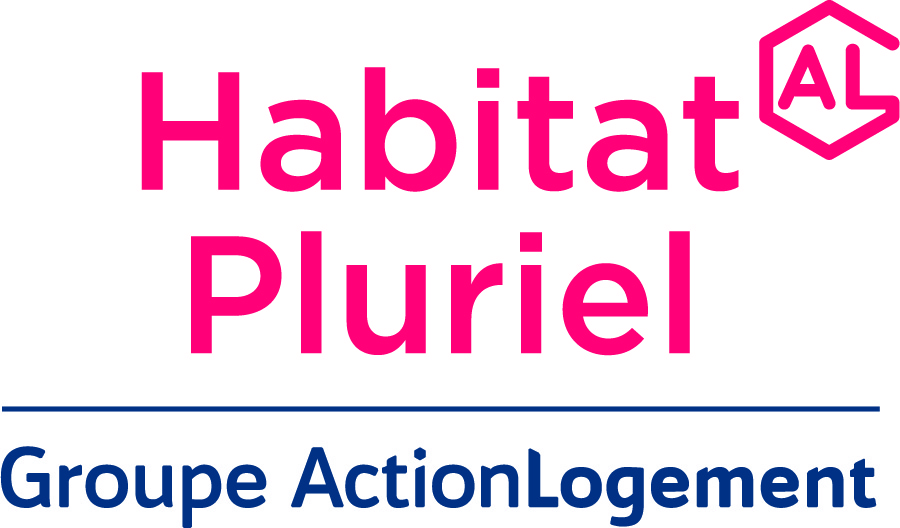 Habitat AL
Pluriel
Groupe ActionLogement